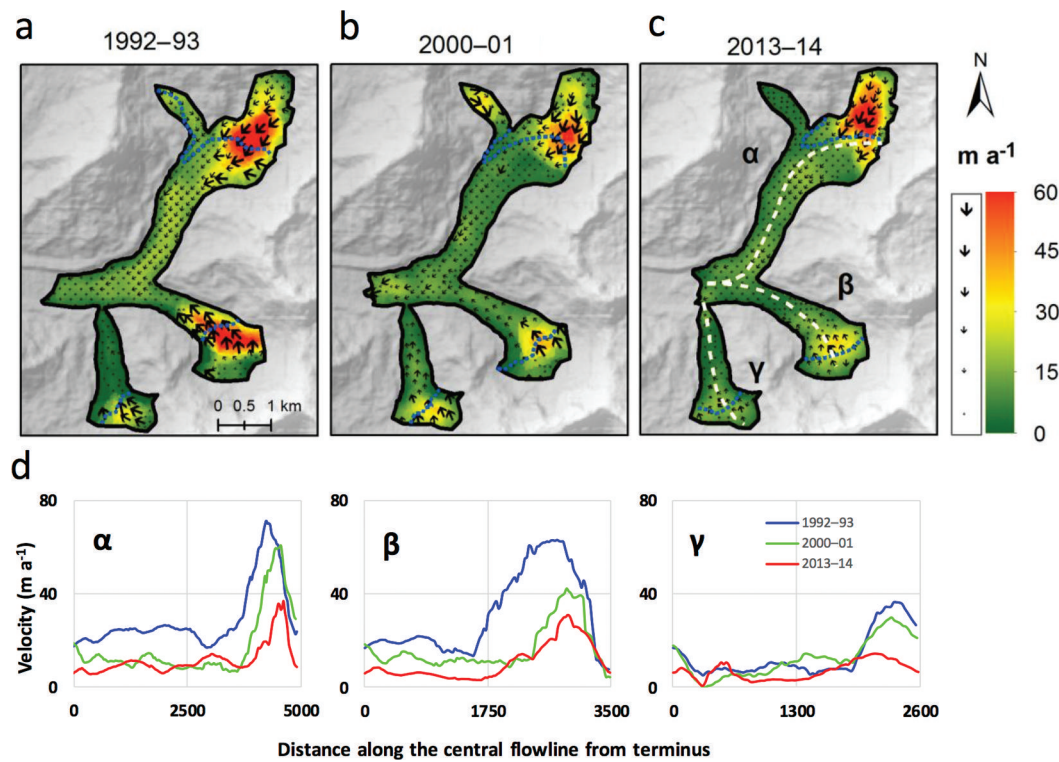 a
1992–93
b
2000–01
c
2013–14
N
α
β
γ
m a-1
60
45
30
15
0
0 0.5 1 km
d
80
40
0
Velocity (m a-1)
α
0 2500 5000
80
40
0
β
0 1750 3500
80
40
0
γ
1992–93
2000–01
2013–14
0 1300 2600
Distance along the central flowline from terminus